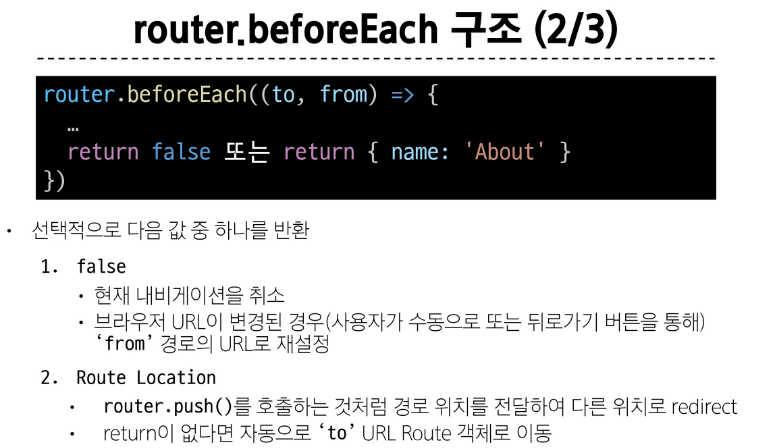 router.beforeEach 구조 (2/3)
router.beforeEach((to, from) => {
…
return false 또는 return { name: 'About' }
})
• 선택적으로 다음 값 중 하나를 반환
1. false
• 현재 내비게이션을 취소
• 브라우저 URL이 변경된 경우(사용자가 수동으로 또는 뒤로가기 버튼을 통해)
‘from’ 경로의 URL로 재설정
2. Route Location
• router.push()를 호출하는 것처럼 경로 위치를 전달하여 다른 위치로 redirect
• return이 없다면 자동으로 ‘to’ URL Route 객체로 이동